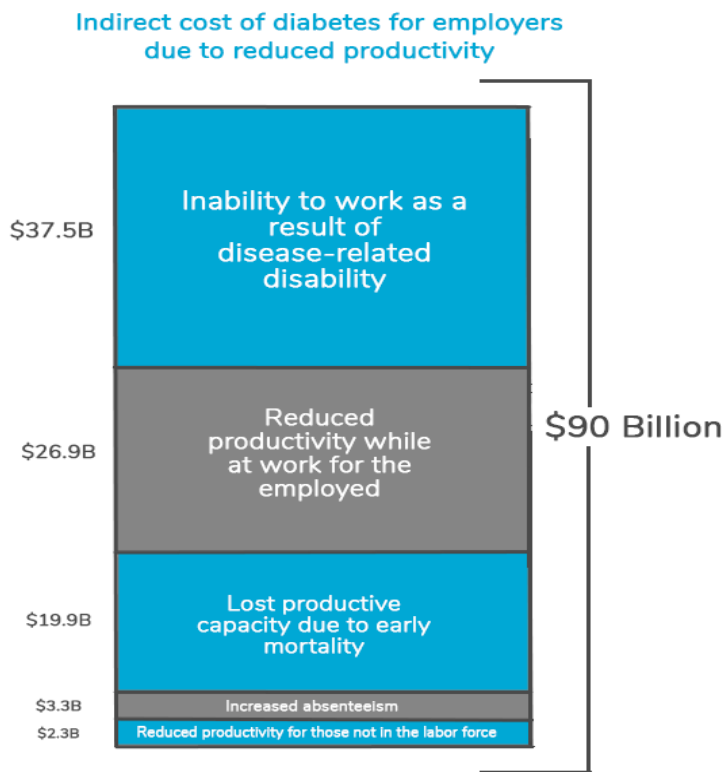 Indirect cost of diabetes for employers
due to reduced productivity
$37.5B
Inability to work as a
result of
disease-related
disability
$26.9B
Reduced
productivity while
at work for the
employed
$90 Billion
$19.9B
Lost productive
capacity due to early
mortality
$3.3B
Increased absenteeism
$2.3B
Reduced productivity for those not in the labor force